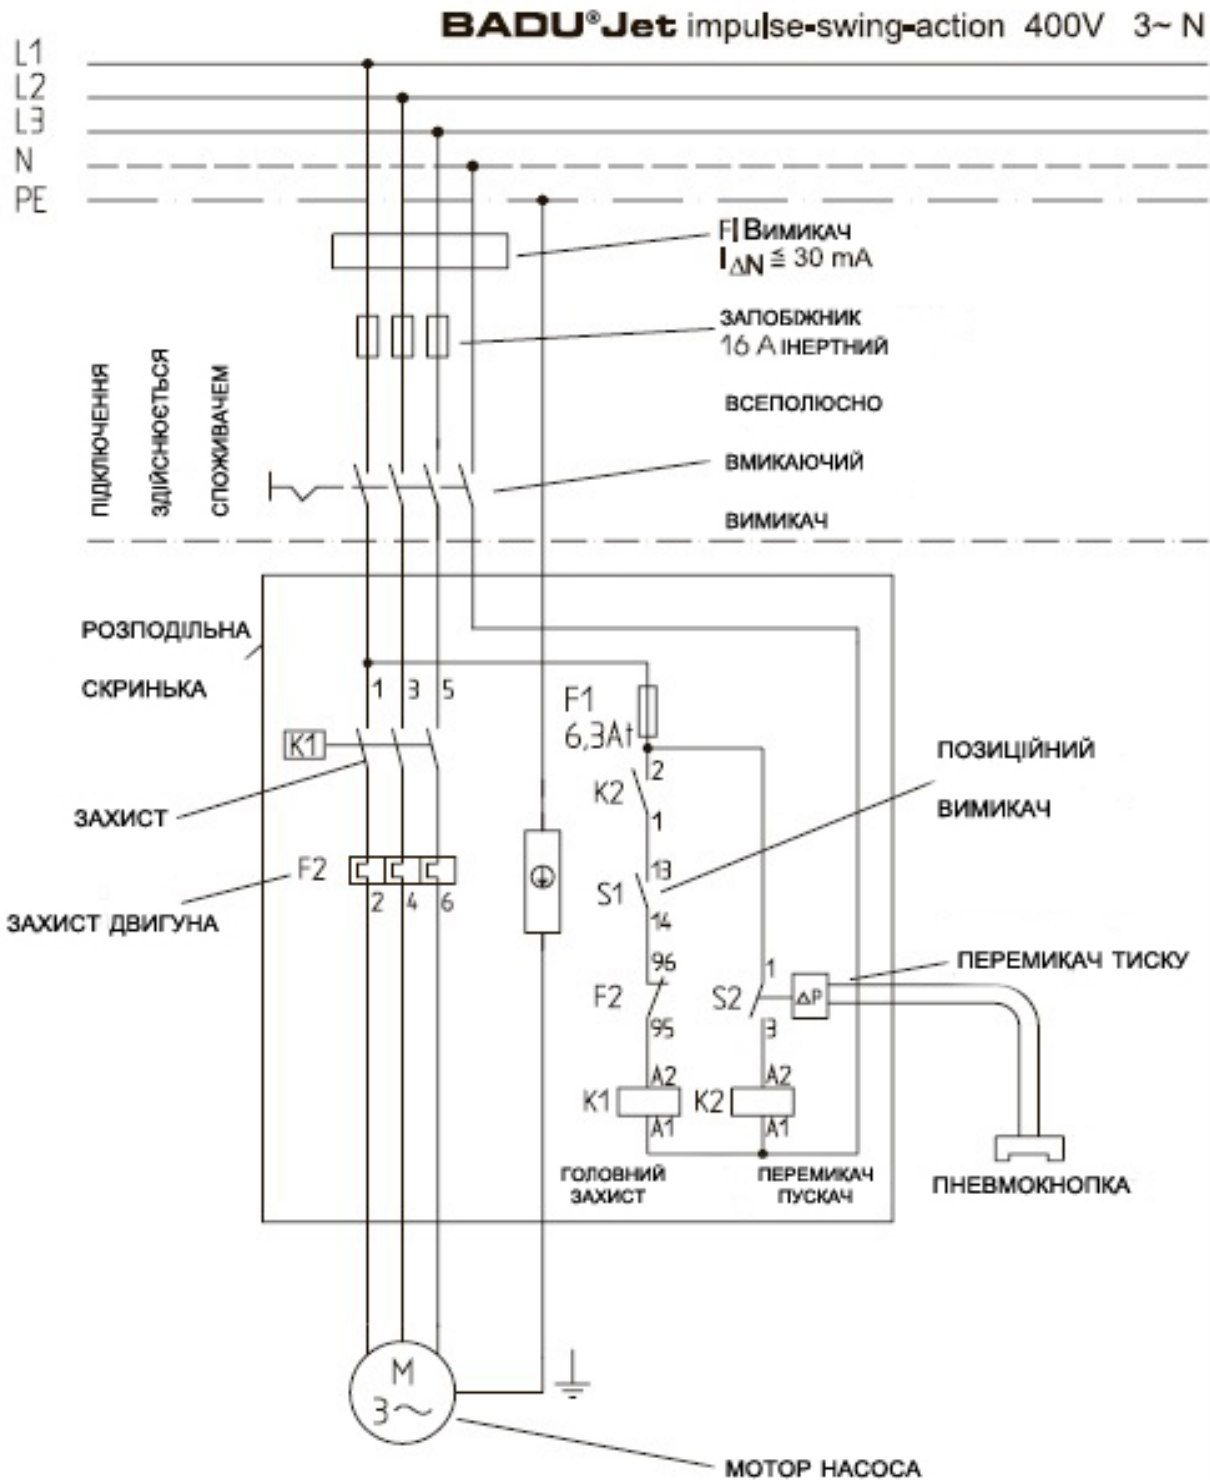 BADU®Jet impulse-swing-action 400V 3~ N
L1
L2
L3
N
PE
FI ВИМИКАЧ
I ΔN ≦ 30 mA
ЗАПОБІЖНИК
16 А ІНЕРТНИЙ
ПІДКЛЮЧЕННЯ
ЗДІЙСНЮЄТЬСЯ
СПОЖИВАЧЕМ
ВСЕПОЛЮСНО
ВМИКАЮЧИЙ
ВИМИКАЧ
РОЗПОДІЛЬНА
СКРИНЬКА
1 3 5
F1
6,3At
K1
ЗАХИСТ
K2
2
1
ПОЗИЦІЙНИЙ
ВИМИКАЧ
F2
2 4 6
ЗАХИСТ ДВИГУНА
S1
13
14
F2
96
95
S2
1
3
ΔP
ПЕРЕМИКАЧ ТИСКУ
K1
A2
A1
K2
A2
A1
ГОЛОВНИЙ
ЗАХИСТ
ПЕРЕМИКАЧ
ПУСКАЧ
ПНЕВМОКНОПКА
M
3~
МОТОР НАСОСА